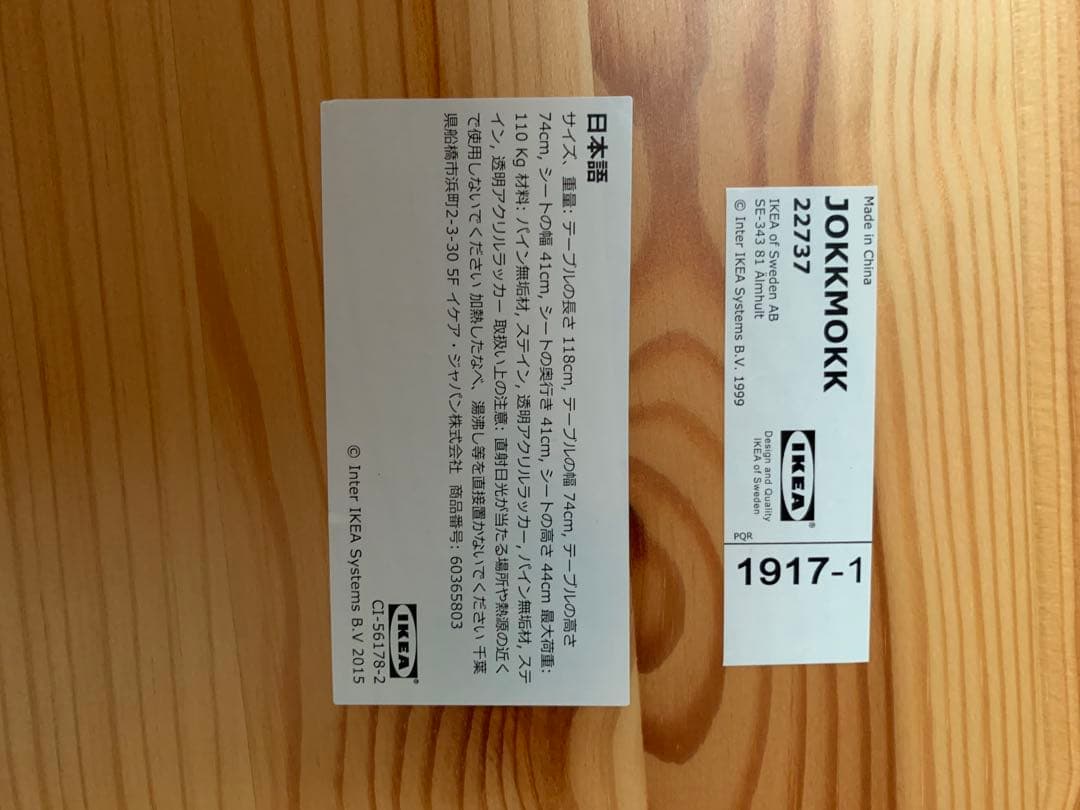 日本語
サイズ、重量: テーブルの長さ 118cm, テーブルの幅 74cm, テーブルの高さ
74cm, シートの幅 41cm, シートの奥行き 41cm, シートの高さ 44cm 最大荷重:
110 Kg 材料: パイン無垢材, ステイン, 透明アクリルラッカー, パイン無垢材, ステ
イン, 透明アクリルラッカー 取扱い上の注意: 直射日光が当たる場所や熱源の近く
で使用しないでください 加熱したなべ、湯沸し等を直接置かないでください 千葉
県船橋市浜町2-3-30 5F イケア・ジャパン株式会社 商品番号: 60365803
IKEA®
CI-56178-2
© Inter IKEA Systems B.V 2015
Made in China
JOKKMOKK
22737
IKEA of Sweden AB
SE-343 81 Älmhult
© Inter IKEA Systems B.V. 1999
IKEA®
Design and Quality
IKEA of Sweden
PQR
1917-1